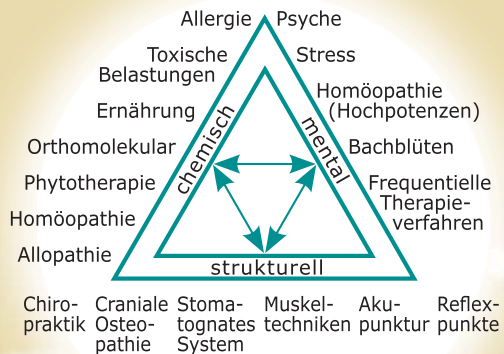 Allergie
Psyche
Toxische
Belastungen
Stress
Ernährung
Homöopathie
(Hochpotenzen)
Orthomolekular
Bachblüten
Phytotherapie
Frequentielle
Therapie-
verfahren
Homöopathie
Allopathie
chemisch
mental
strukturell
Chiro-
praktik
Craniale
Osteo-
pathie
Stoma-
tognates
System
Muskel-
techniken
Aku-
punktur
Reflex-
punkte